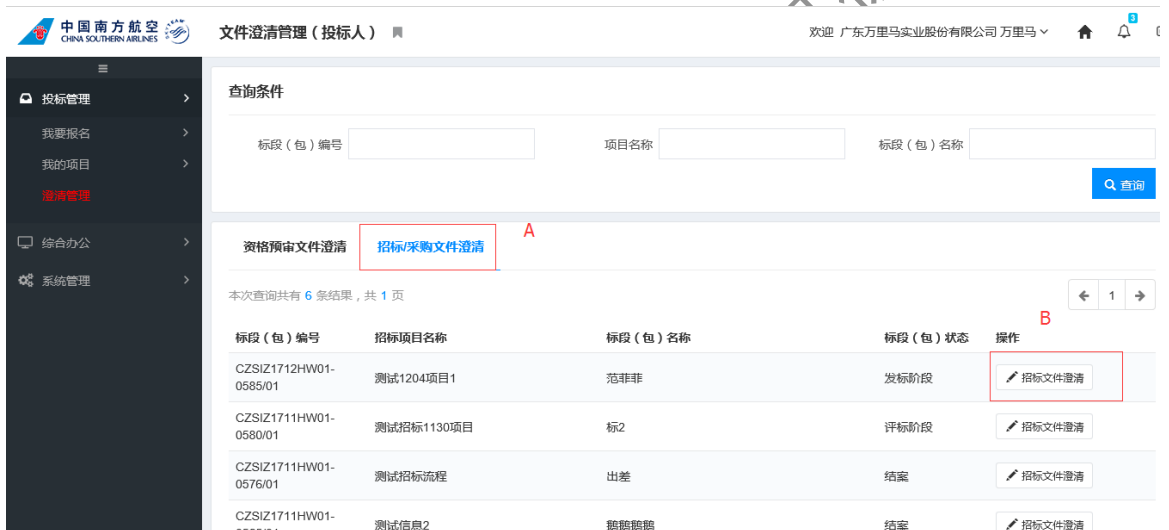 中国南方航空
CHINA SOUTHERN AIRLINES
文件澄清管理（投标人）
欢迎 广东万里马实业股份有限公司 万里马
3
投标管理
我要报名
我的项目
澄清管理
综合办公
系统管理
查询条件
标段（包）编号
项目名称
标段（包）名称
查询
资格预审文件澄清
招标/采购文件澄清
A
本次查询共有 6 条结果，共 1 页
1
B
标段（包）编号 招标项目名称 标段（包）名称 标段（包）状态 操作
CZSIZ1712HW01-
0585/01
测试1204项目1 范菲菲 发标阶段 招标文件澄清
CZSIZ1711HW01-
0580/01
测试招标1130项目 标2 评标阶段 招标文件澄清
CZSIZ1711HW01-
0576/01
测试招标流程 出差 结案 招标文件澄清
CZSIZ1711HW01-
测试信息2 鹅鹅鹅鹅 结案 招标文件澄清